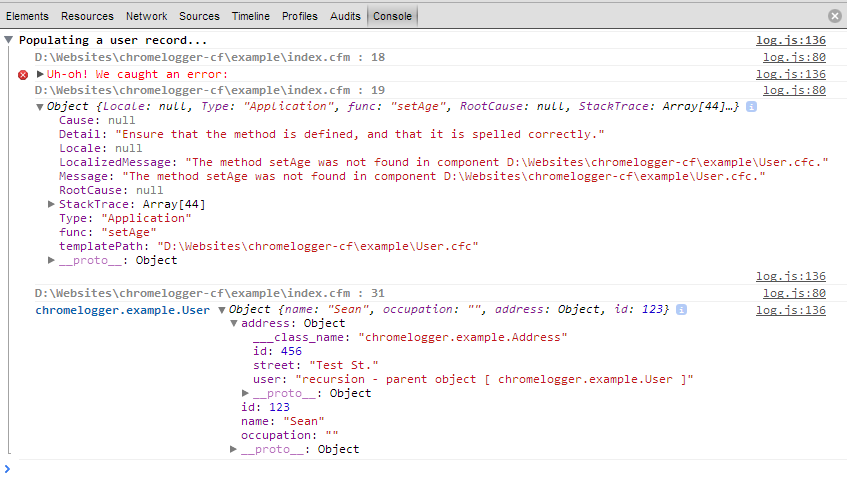 Elements Resources Network Sources Timeline Profiles Audits Console
Populating a user record... log.js:136
D:\Websites\chromelogger-cf\example\index.cfm : 18 log.js:80
Uh-oh! We caught an error: log.js:136
D:\Websites\chromelogger-cf\example\index.cfm : 19 log.js:80
Object {Locale: null, Type: "Application", func: "setAge", RootCause: null, StackTrace: Array[44]…}
Cause: null
Detail: "Ensure that the method is defined, and that it is spelled correctly."
Locale: null
LocalizedMessage: "The method setAge was not found in component D:\Websites\chromelogger-cf\example\User.cfc."
Message: "The method setAge was not found in component D:\Websites\chromelogger-cf\example\User.cfc."
RootCause: null
StackTrace: Array[44]
Type: "Application"
func: "setAge"
templatePath: "D:\Websites\chromelogger-cf\example\User.cfc"
__proto__: Object
log.js:136
D:\Websites\chromelogger-cf\example\index.cfm : 31 log.js:80
chromelogger.example.User Object {name: "Sean", occupation: "", address: Object, id: 123} log.js:136
address: Object
___class_name: "chromelogger.example.Address"
id: 456
street: "Test St."
user: "recursion - parent object [ chromelogger.example.User ]"
__proto__: Object
id: 123
name: "Sean"
occupation: ""
__proto__: Object